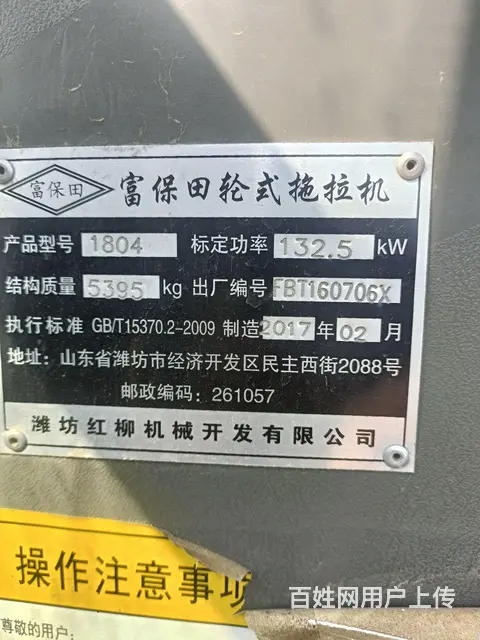 富保田 富保田轮式拖拉机
产品型号 1804 标定功率 132.5 kW
结构质量 5395 kg 出厂编号 FBT160706X
执行标准 GB/T15370.2-2009 制造 2017 年 02 月
地址：山东省潍坊市经济开发区民主西街2088号
邮政编码：261057
潍坊红柳机械开发有限公司
操作注意事项
尊敬的用户：
百姓网用户上传